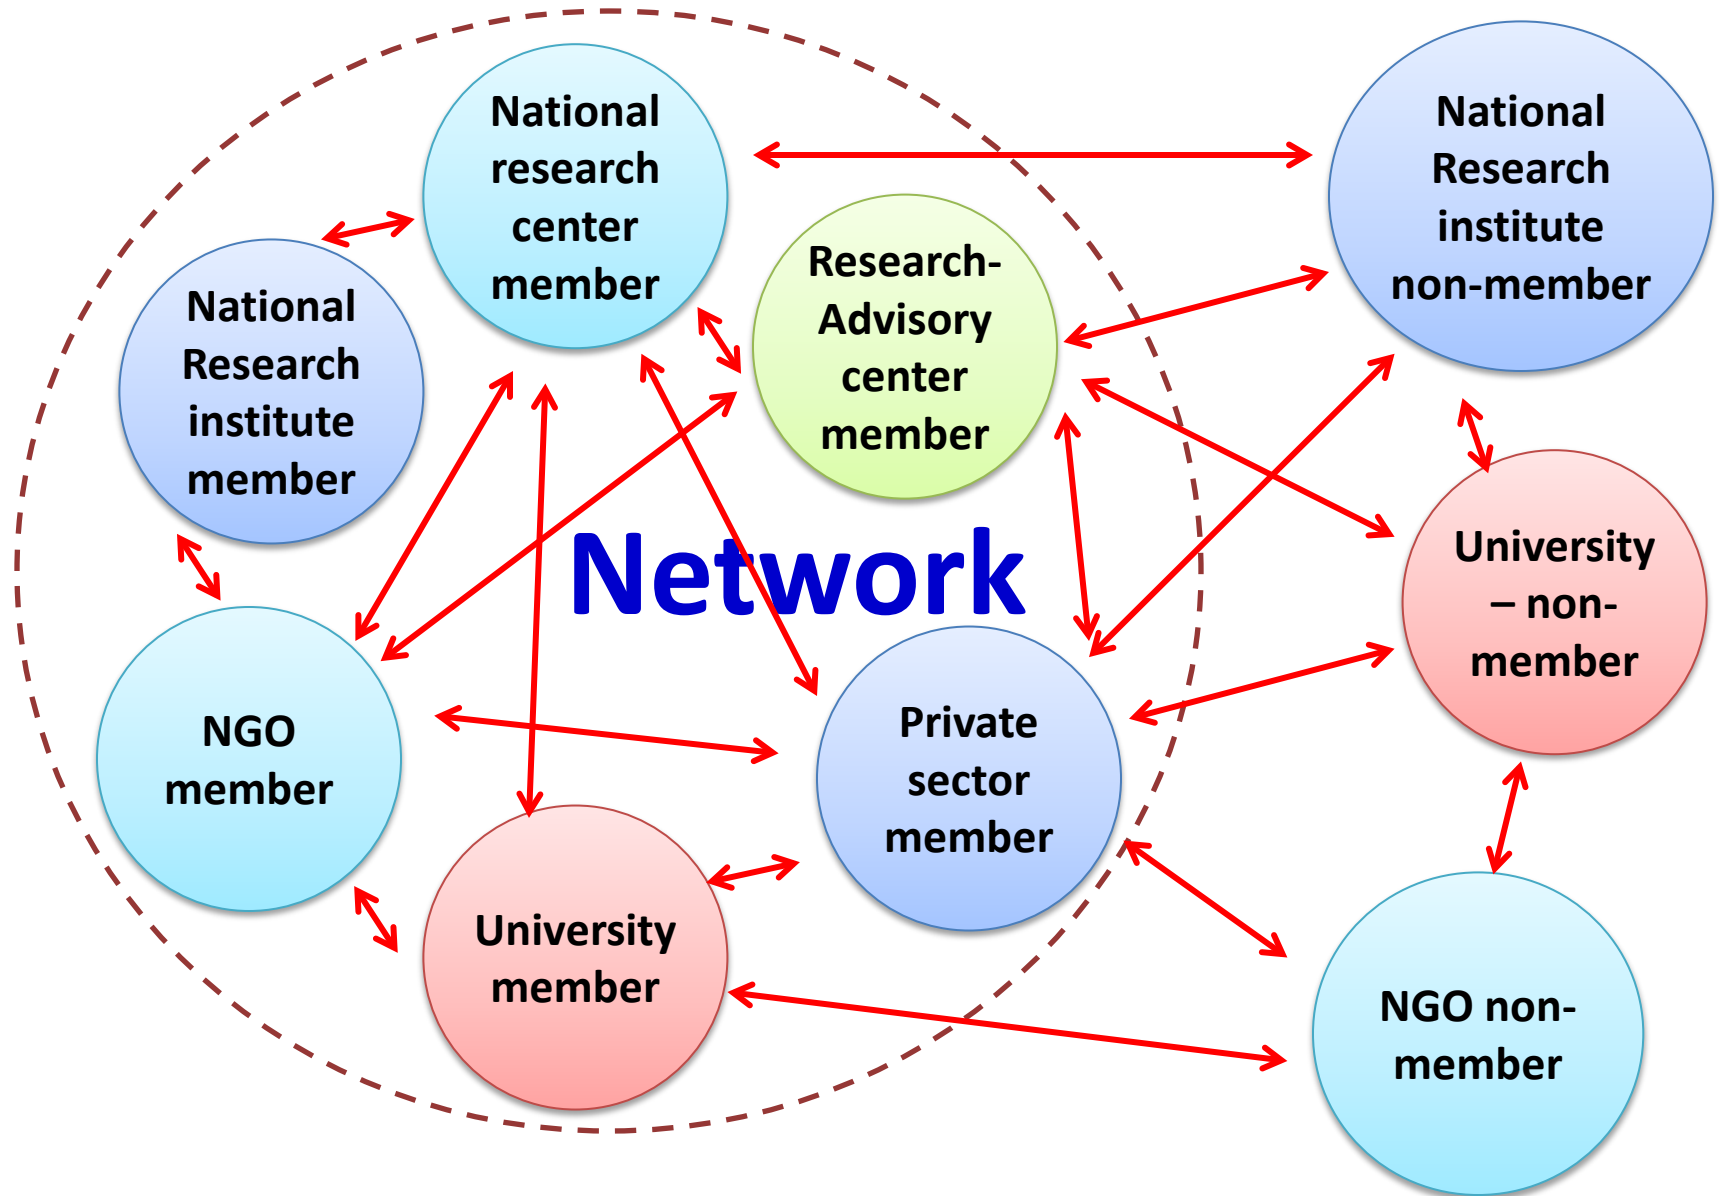 National
research
center
member
National
Research
institute
non-member
Research-
Advisory
center
member
National
Research
institute
member
Network
University
– non-
member
NGO
member
Private
sector
member
University
member
NGO non-
member